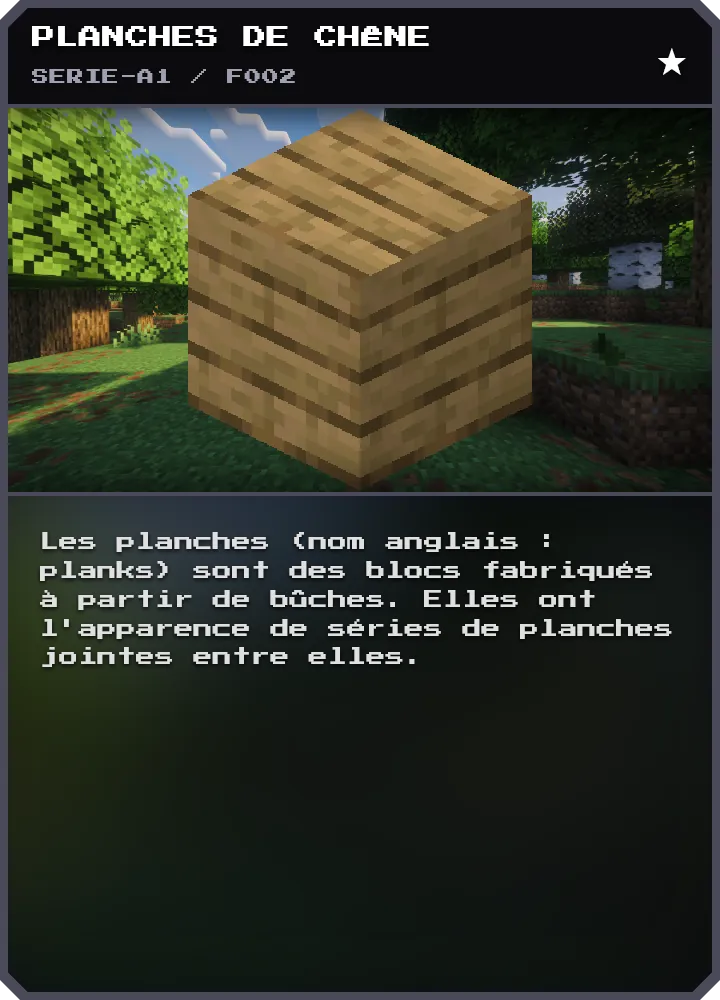 PLANCHES DE CHêNE
SERIE-A1 / F002
Les planches (nom anglais :
planks) sont des blocs fabriqués
à partir de bûches. Elles ont
l'apparence de séries de planches
jointes entre elles.